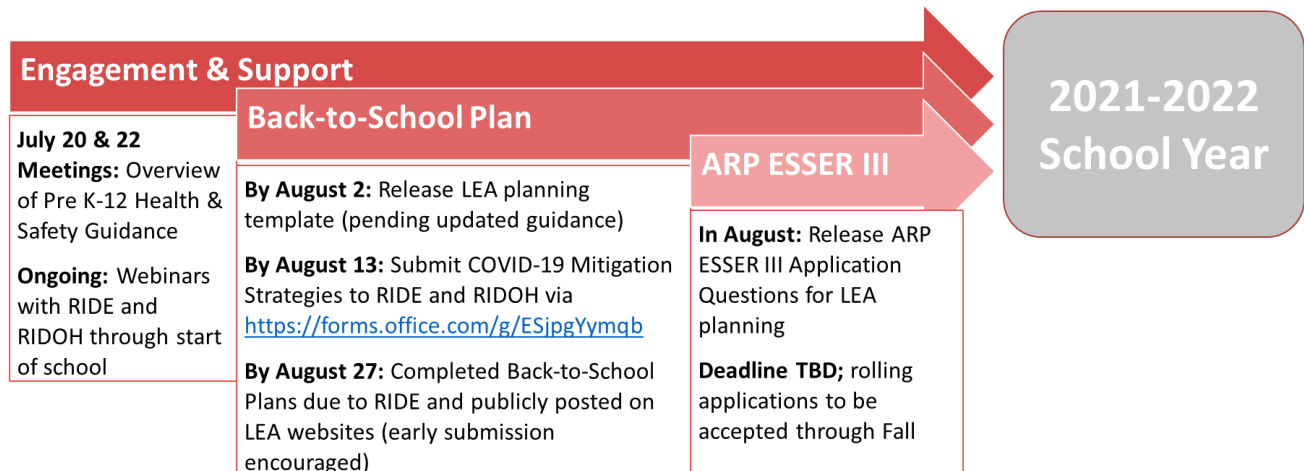 Engagement & Support
July 20 & 22
Meetings: Overview
of Pre K-12 Health &
Safety Guidance
Ongoing: Webinars
with RIDE and
RIDOH through start
of school
Back-to-School Plan
By August 2: Release LEA planning
template (pending updated guidance)
By August 13: Submit COVID-19 Mitigation
Strategies to RIDE and RIDOH via
https://forms.office.com/g/ESjpgYymqb
By August 27: Completed Back-to-School
Plans due to RIDE and publicly posted on
LEA websites (early submission
encouraged)
ARP ESSER III
In August: Release ARP
ESSER III Application
Questions for LEA
planning
Deadline TBD; rolling
applications to be
accepted through Fall
2021-2022
School Year